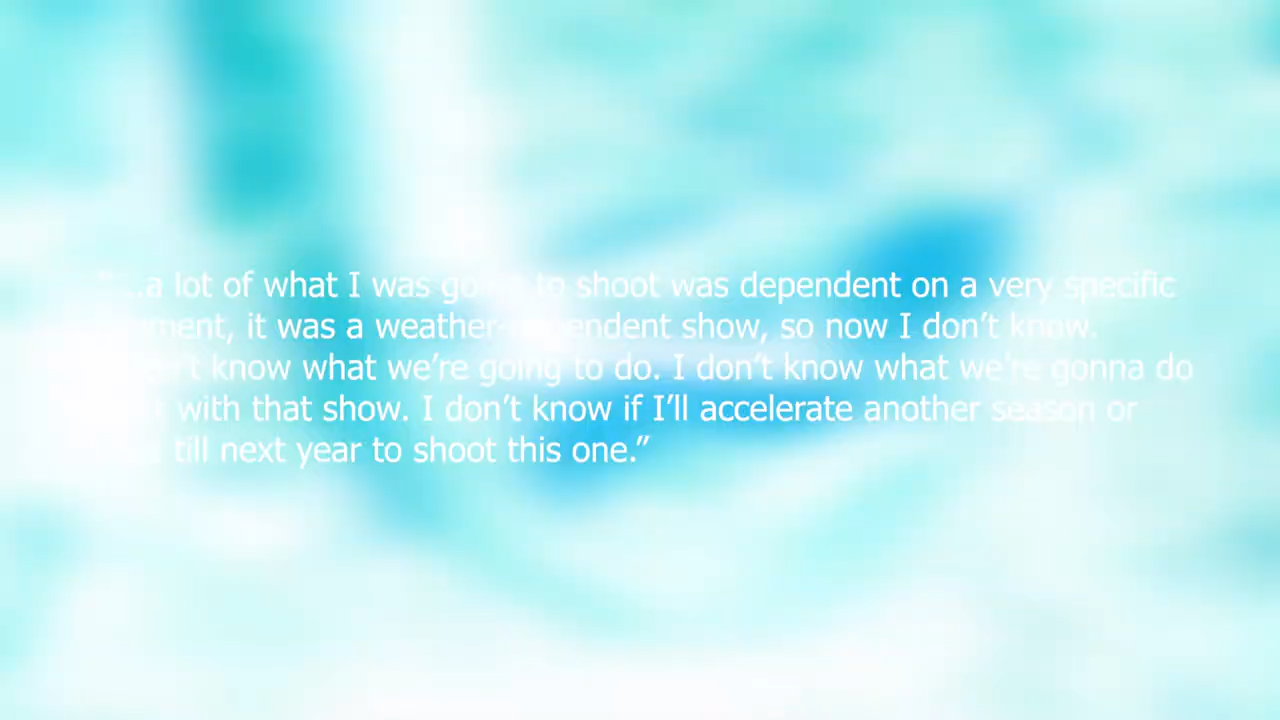 “...a lot of what I was going to shoot was dependent on a very specific
it was a weather-dependent show, so now I don’t know.
know what we’re going to do. I don’t know what we’re gonna do
with that show. I don’t know if I’ll accelerate another season or
till next year to shoot this one.”